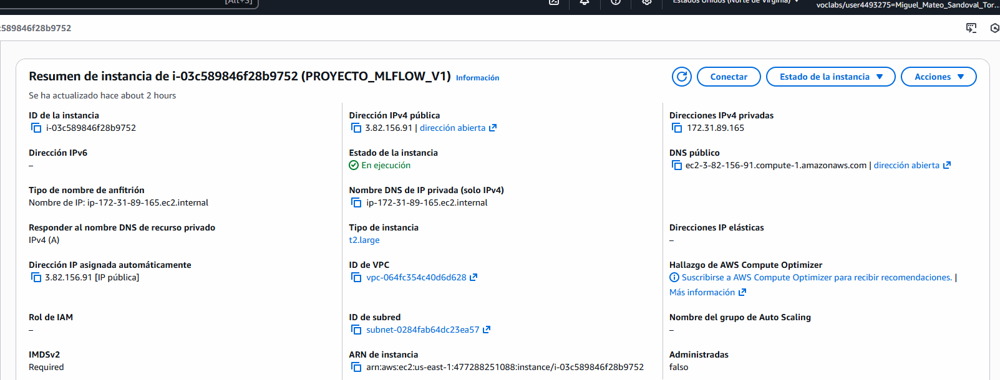 [Alt+S]
Estados Unidos (Norte de Virginia)
voclabs/user4493275=Miguel_Mateo_Sandoval_Tor...
:589846f28b9752
Resumen de instancia de i-03c589846f28b9752 (PROYECTO_MLFLOW_V1) Información
Conectar
Estado de la instancia
Acciones
Se ha actualizado hace about 2 hours
ID de la instancia
i-03c589846f28b9752
Dirección IPv4 pública
3.82.156.91 | dirección abierta
Direcciones IPv4 privadas
172.31.89.165
Dirección IPv6
–
Estado de la instancia
En ejecución
DNS público
ec2-3-82-156-91.compute-1.amazonaws.com | dirección abierta
Tipo de nombre de anfitrión
Nombre de IP: ip-172-31-89-165.ec2.internal
Nombre DNS de IP privada (solo IPv4)
ip-172-31-89-165.ec2.internal
Responder al nombre DNS de recurso privado
IPv4 (A)
Tipo de instancia
t2.large
Direcciones IP elásticas
–
Dirección IP asignada automáticamente
3.82.156.91 [IP pública]
ID de VPC
vpc-064fc354c40d6d628
Hallazgo de AWS Compute Optimizer
Suscribirse a AWS Compute Optimizer para recibir recomendaciones. |
Más información
Rol de IAM
–
ID de subred
subnet-0284fab64dc23ea57
Nombre del grupo de Auto Scaling
–
IMDSv2
Required
ARN de instancia
arn:aws:ec2:us-east-1:477288251088:instance/i-03c589846f28b9752
Administradas
falso